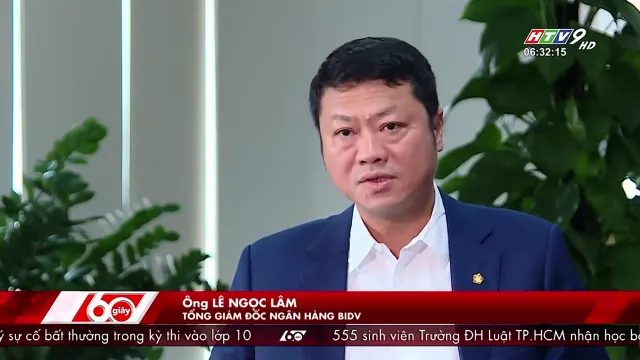 HTV9 HD
06:32:15
60 giây
Ông LÊ NGỌC LÂM
TỔNG GIÁM ĐỐC NGÂN HÀNG BIDV
ý sự cố bất thường trong kỳ thi vào lớp 10 60 555 sinh viên Trường ĐH Luật TP.HCM nhận học b